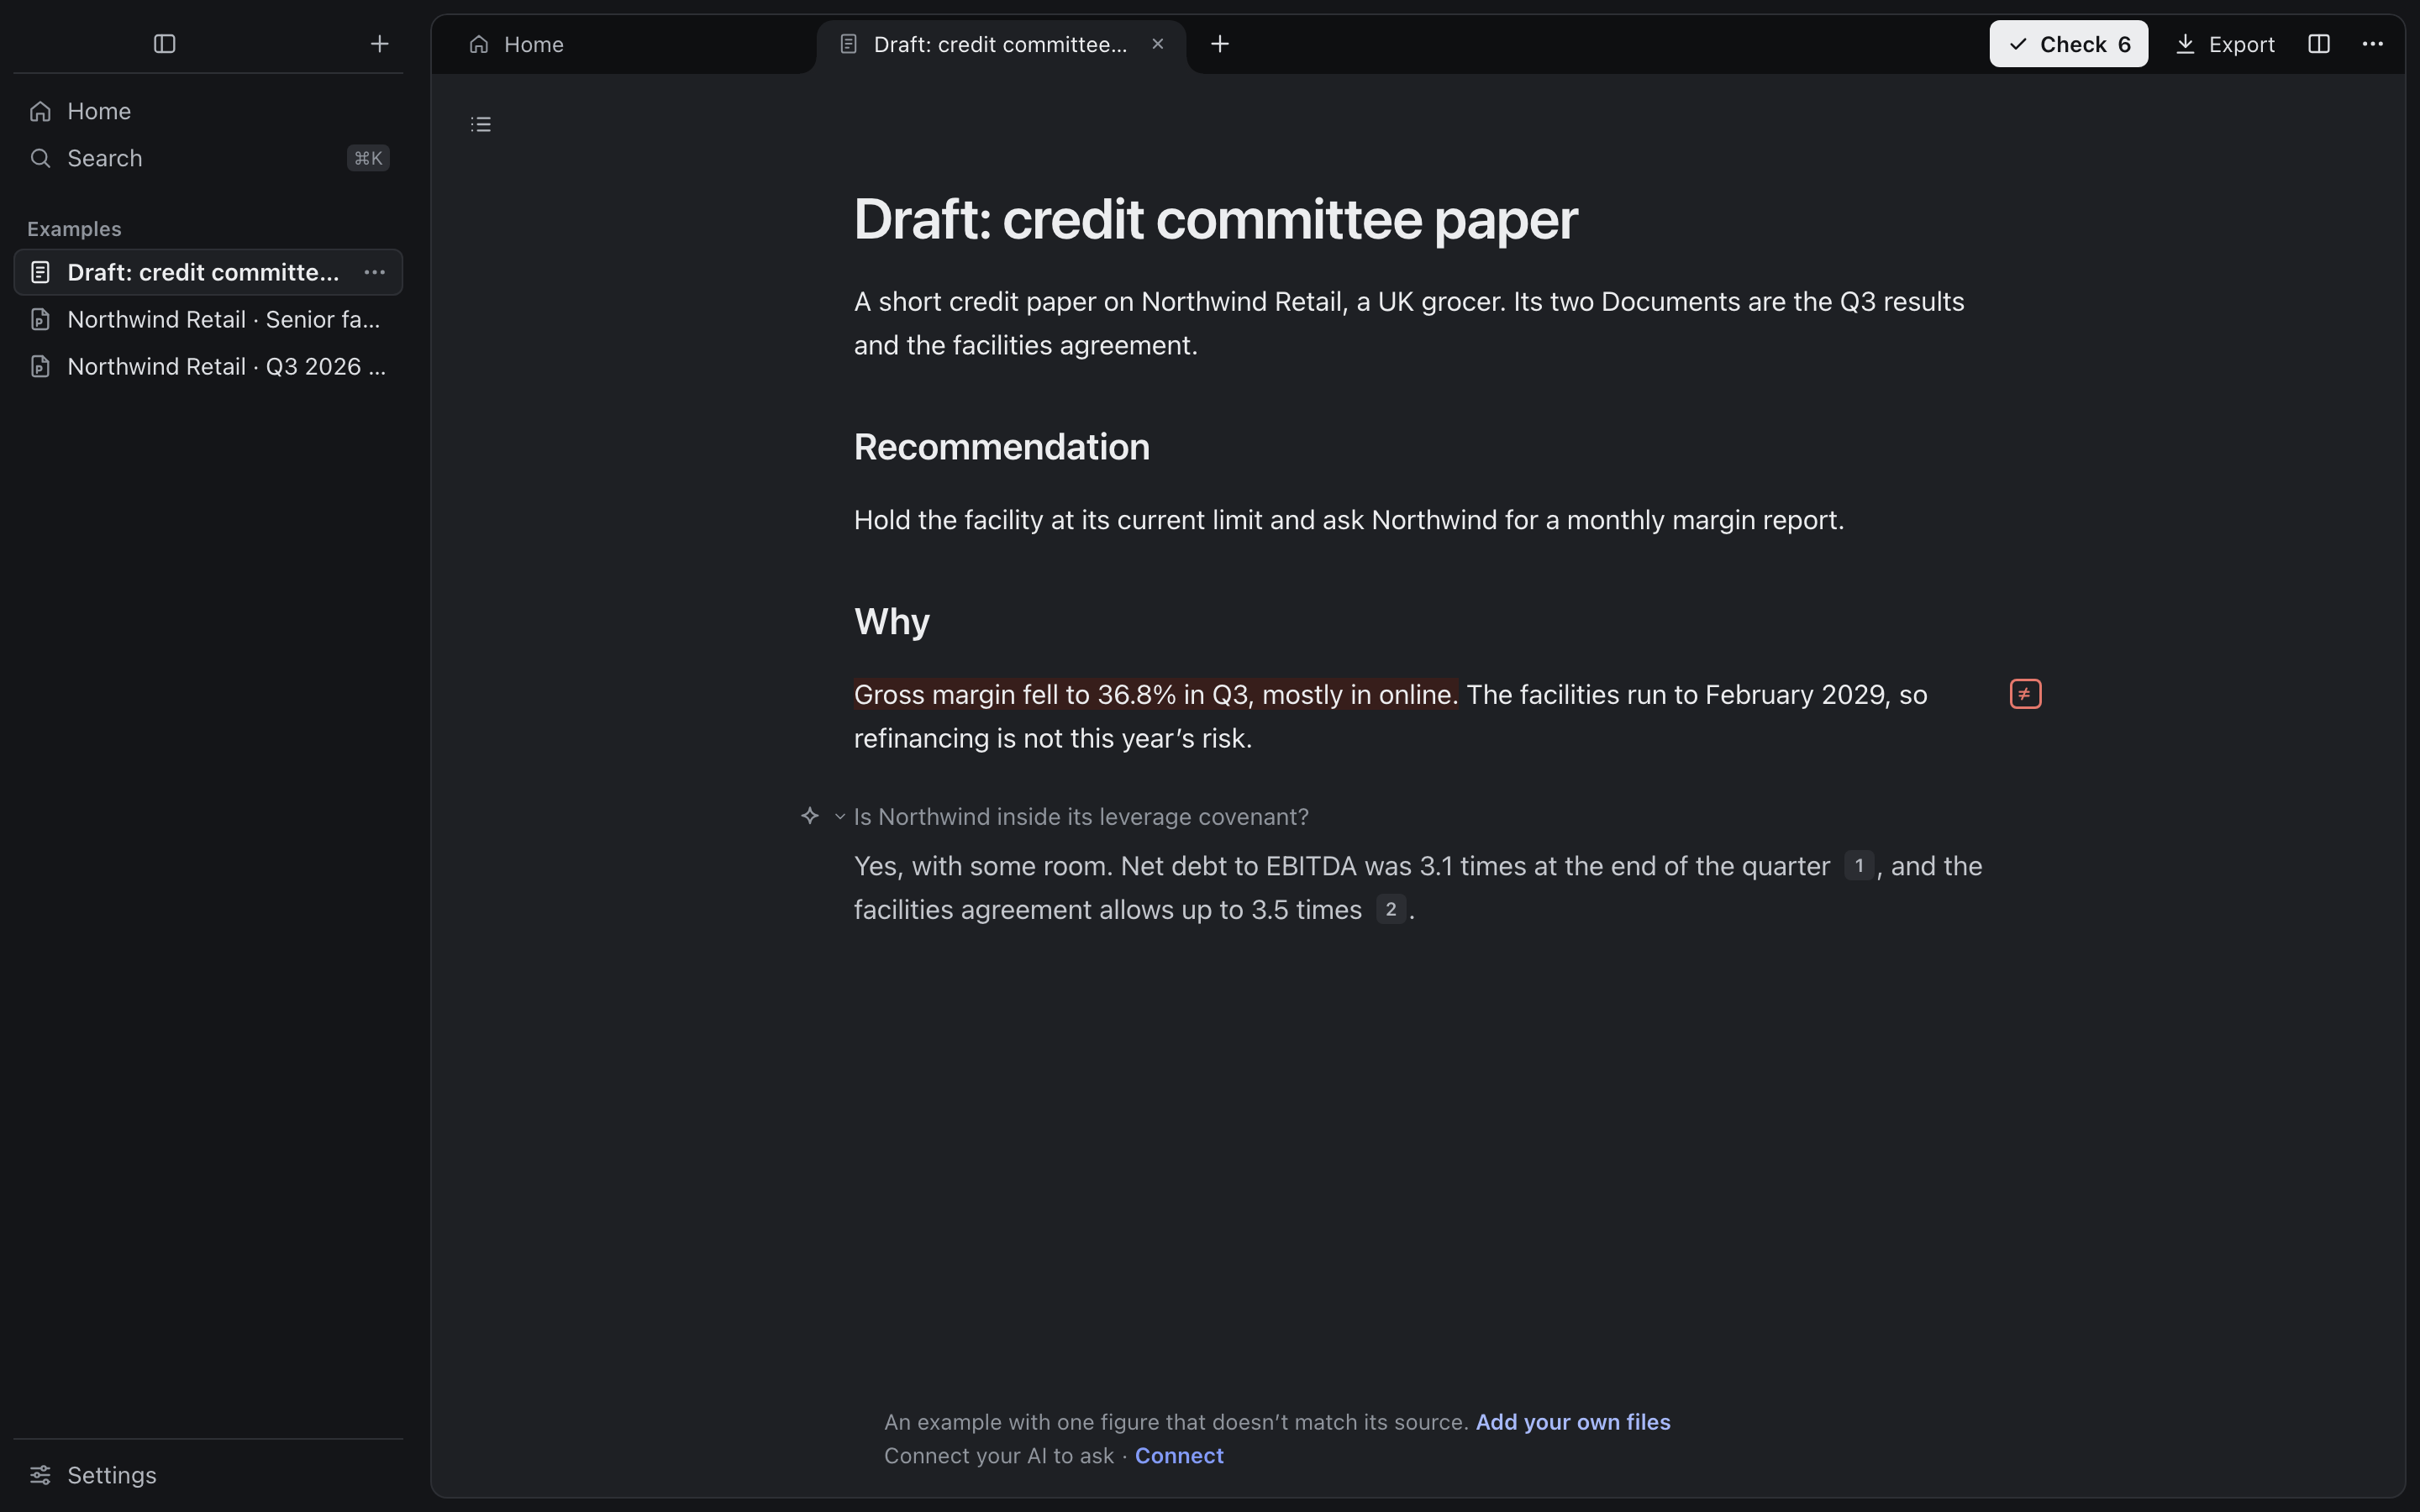 Home
Search
⌘K
Examples
Draft: credit committe...
Northwind Retail · Senior fa...
Northwind Retail · Q3 2026 ...
Settings
Home
Draft: credit committee...
Check 6
Export
Draft: credit committee paper
A short credit paper on Northwind Retail, a UK grocer. Its two Documents are the Q3 results
and the facilities agreement.
Recommendation
Hold the facility at its current limit and ask Northwind for a monthly margin report.
Why
Gross margin fell to 36.8% in Q3, mostly in online. The facilities run to February 2029, so
≠
refinancing is not this year’s risk.
Is Northwind inside its leverage covenant?
Yes, with some room. Net debt to EBITDA was 3.1 times at the end of the quarter 1, and the
facilities agreement allows up to 3.5 times 2.
An example with one figure that doesn’t match its source. Add your own files
Connect your AI to ask · Connect